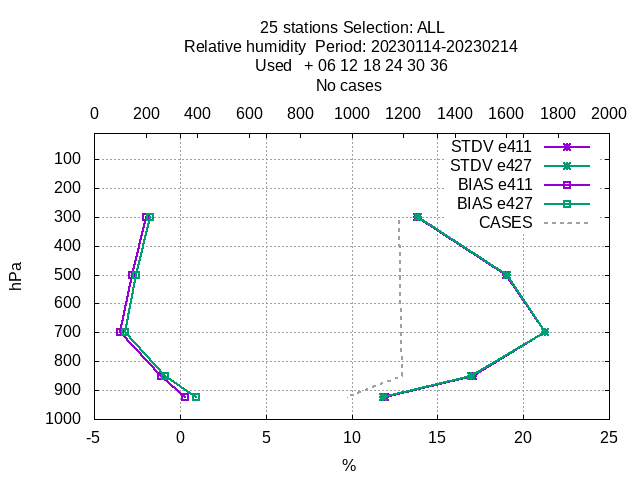 25 stations Selection: ALL
Relative humidity  Period: 20230114-20230214
Used   + 06 12 18 24 30 36
No cases
0 200 400 600 800 1000 1200 1400 1600 1800 2000
STDV e411
STDV e427
BIAS e411
BIAS e427
CASES
100
200
300
400
500
600
700
800
900
1000
hPa
-5 0 5 10 15 20 25
%